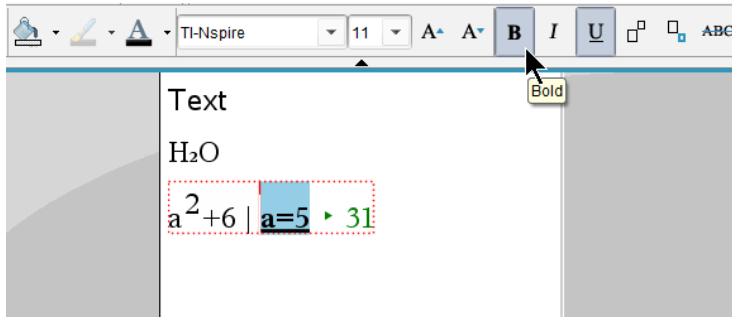 A TI-Nspire 11 A A B I U ABC
Bold
Text
H₂O
a²+6 | a=5 ▸ 31